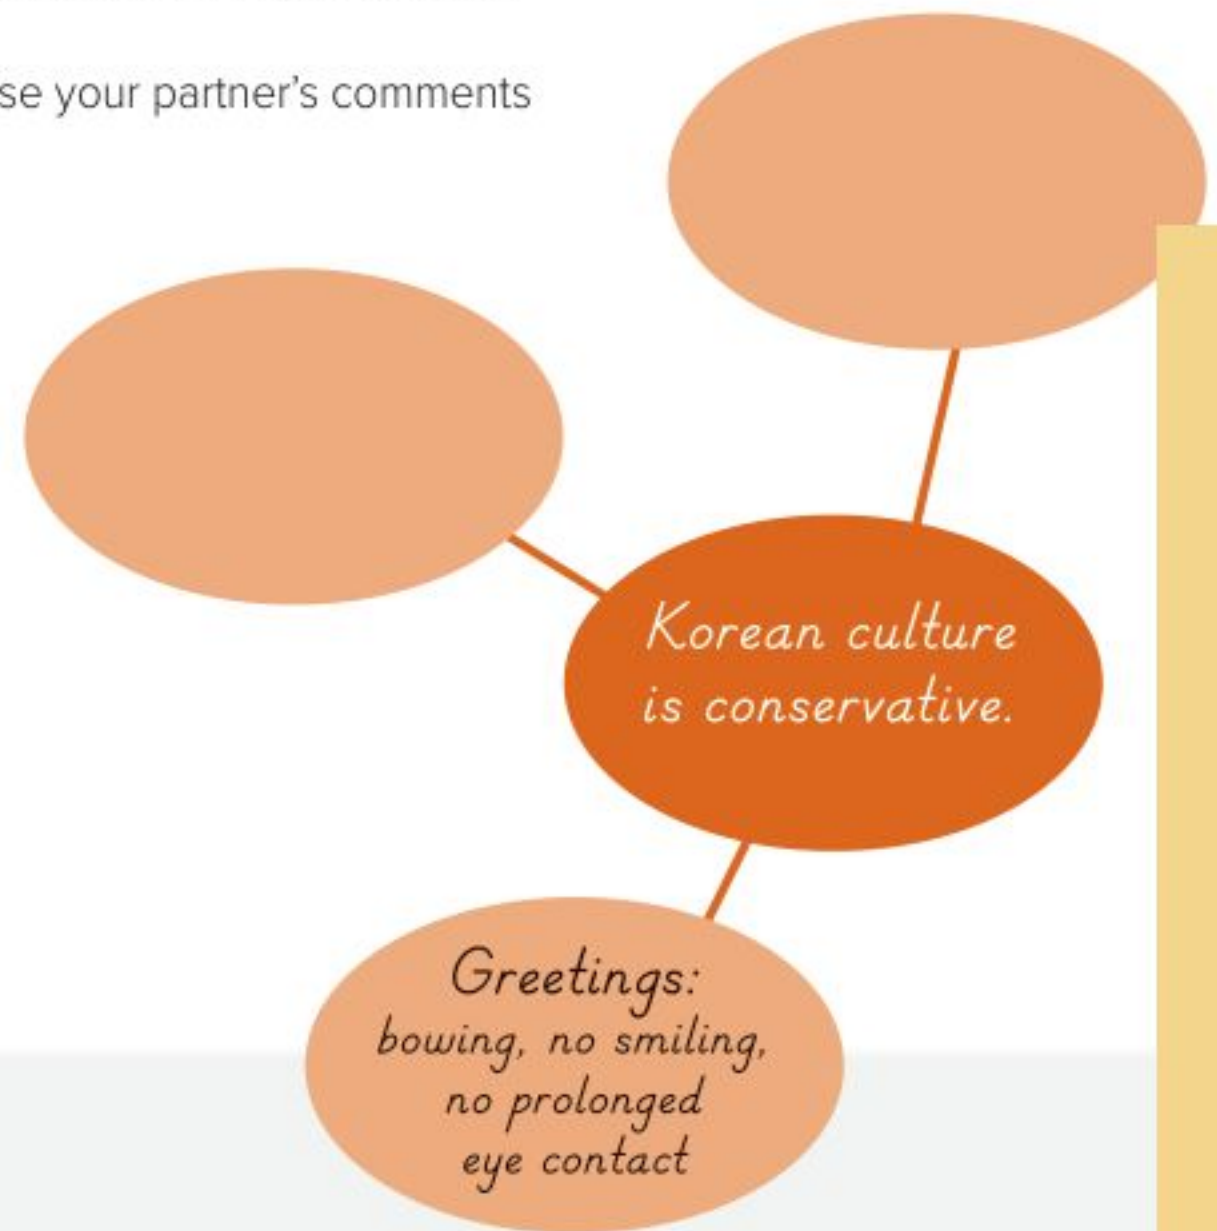 se your partner's comments
Korean culture
is conservative.
Greetings:
bowing, no smiling,
no prolonged
eye contact